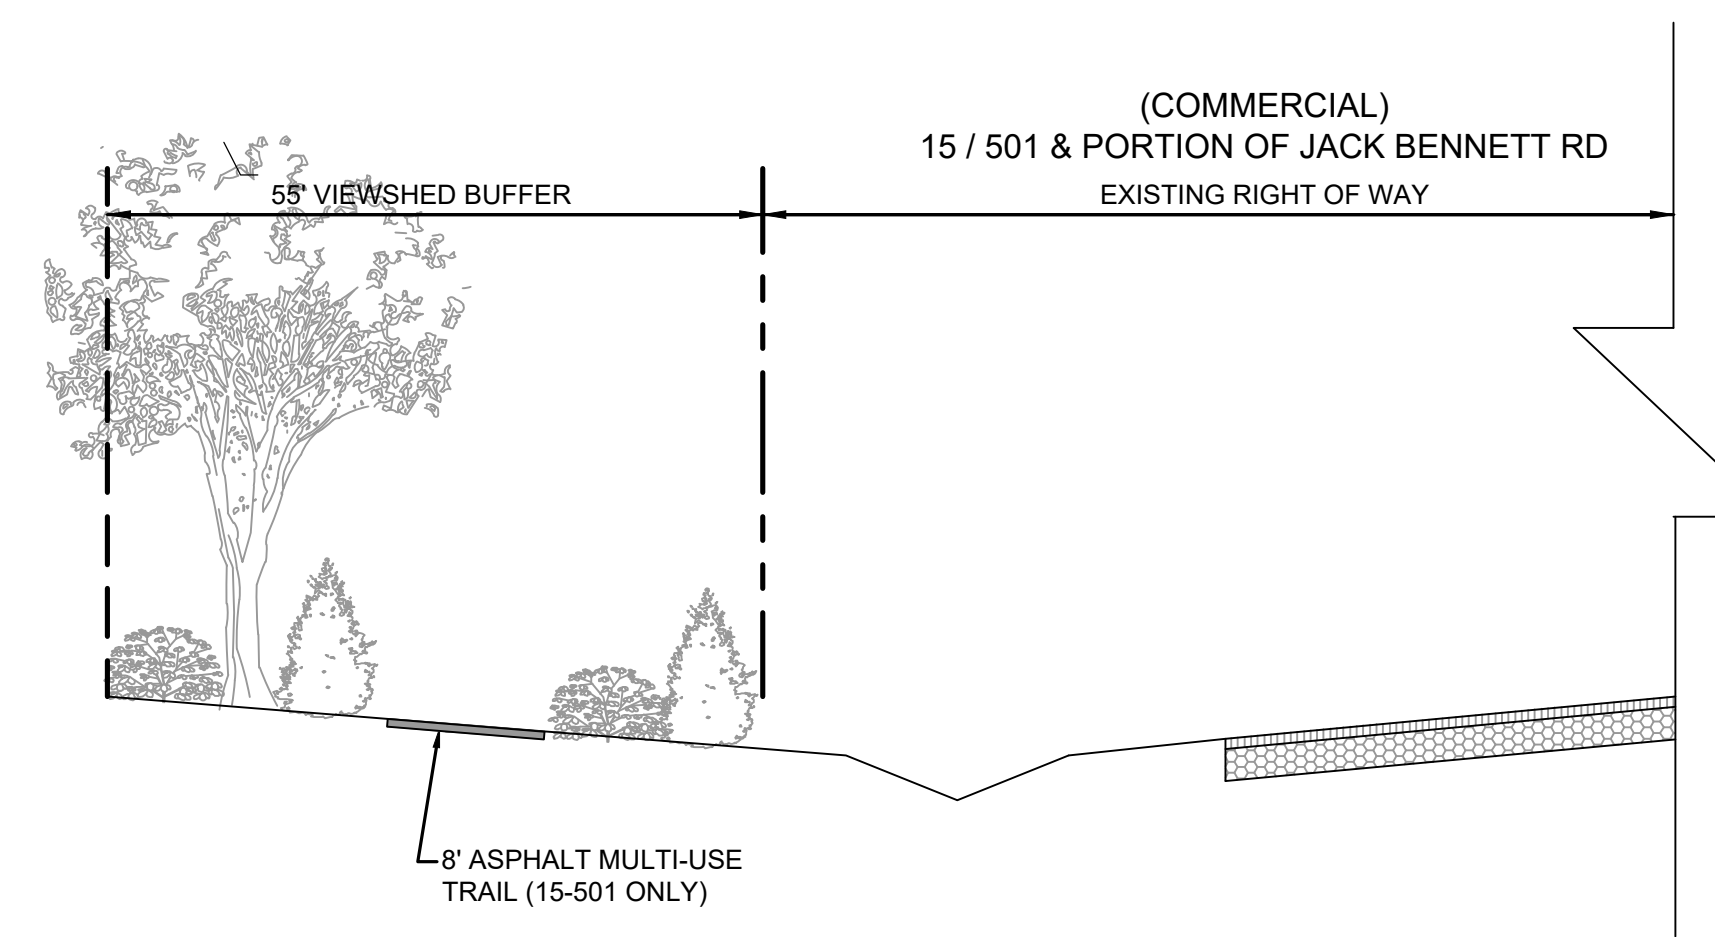 (COMMERCIAL)
15 / 501 & PORTION OF JACK BENNETT RD
55' VIEWSHED BUFFER
EXISTING RIGHT OF WAY
8' ASPHALT MULTI-USE
TRAIL (15-501 ONLY)